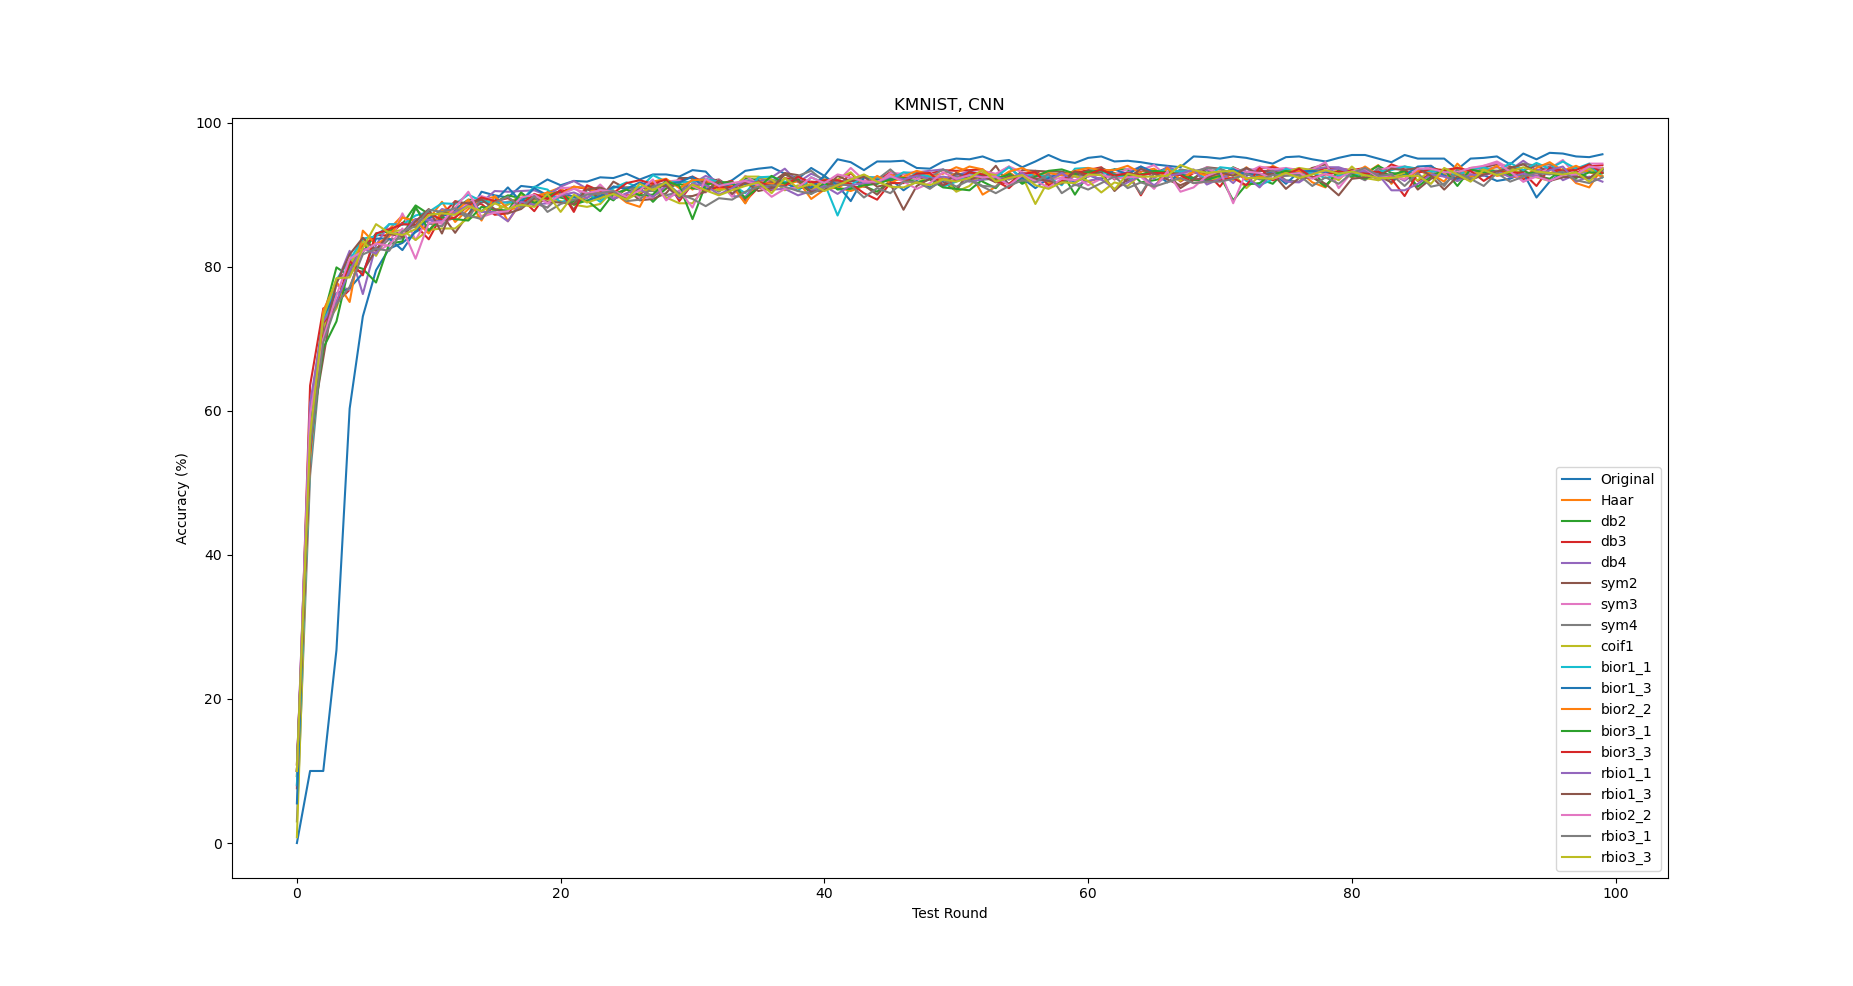 KMNIST, CNN
100
80
60
40
20
0
Accuracy (%)
0 20 40 60 80 100
Test Round
Original
Haar
db2
db3
db4
sym2
sym3
sym4
coif1
bior1_1
bior1_3
bior2_2
bior3_1
bior3_3
rbio1_1
rbio1_3
rbio2_2
rbio3_1
rbio3_3